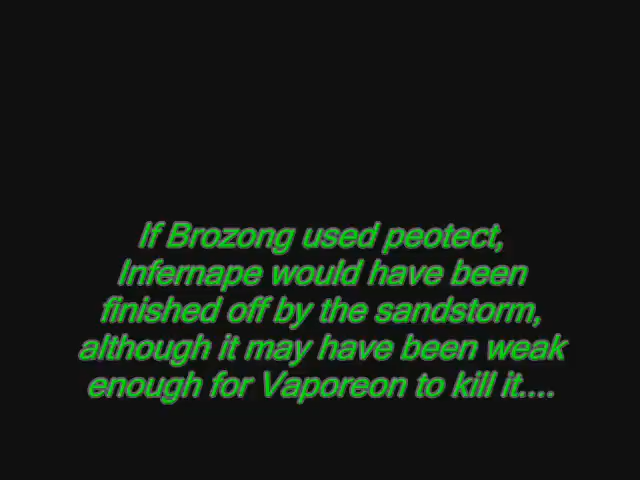 If Brozong used peotect,
Infernape would have been
finished off by the sandstorm,
although it may have been weak
enough for Vaporeon to kill it....